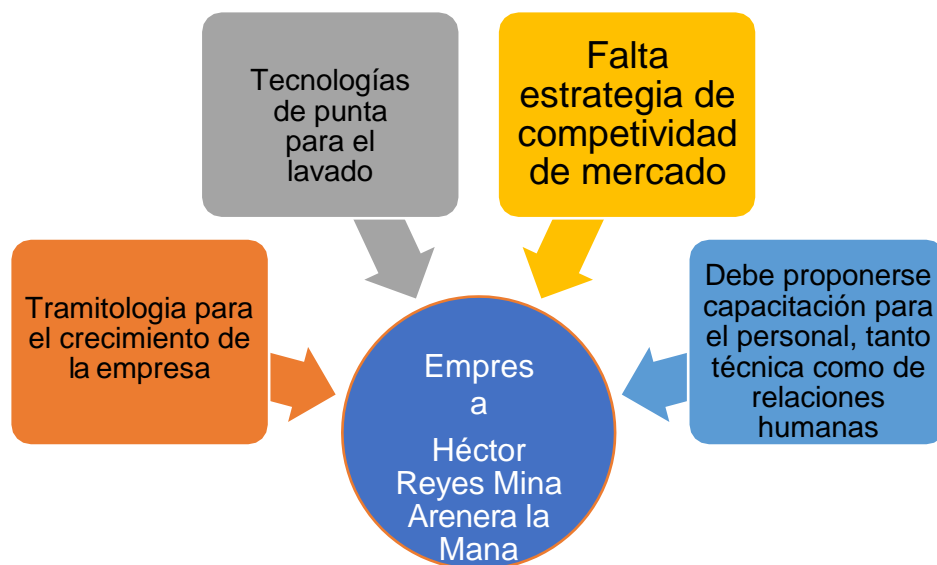 Tecnologías
de punta
para el
lavado
Falta
estrategia de
competividad
de mercado
Tramitologia para
el crecimiento de
la empresa
Debe proponerse
capacitación para
el personal, tanto
técnica como de
relaciones
humanas
Empres
a
Héctor
Reyes Mina
Arenera la
Mana